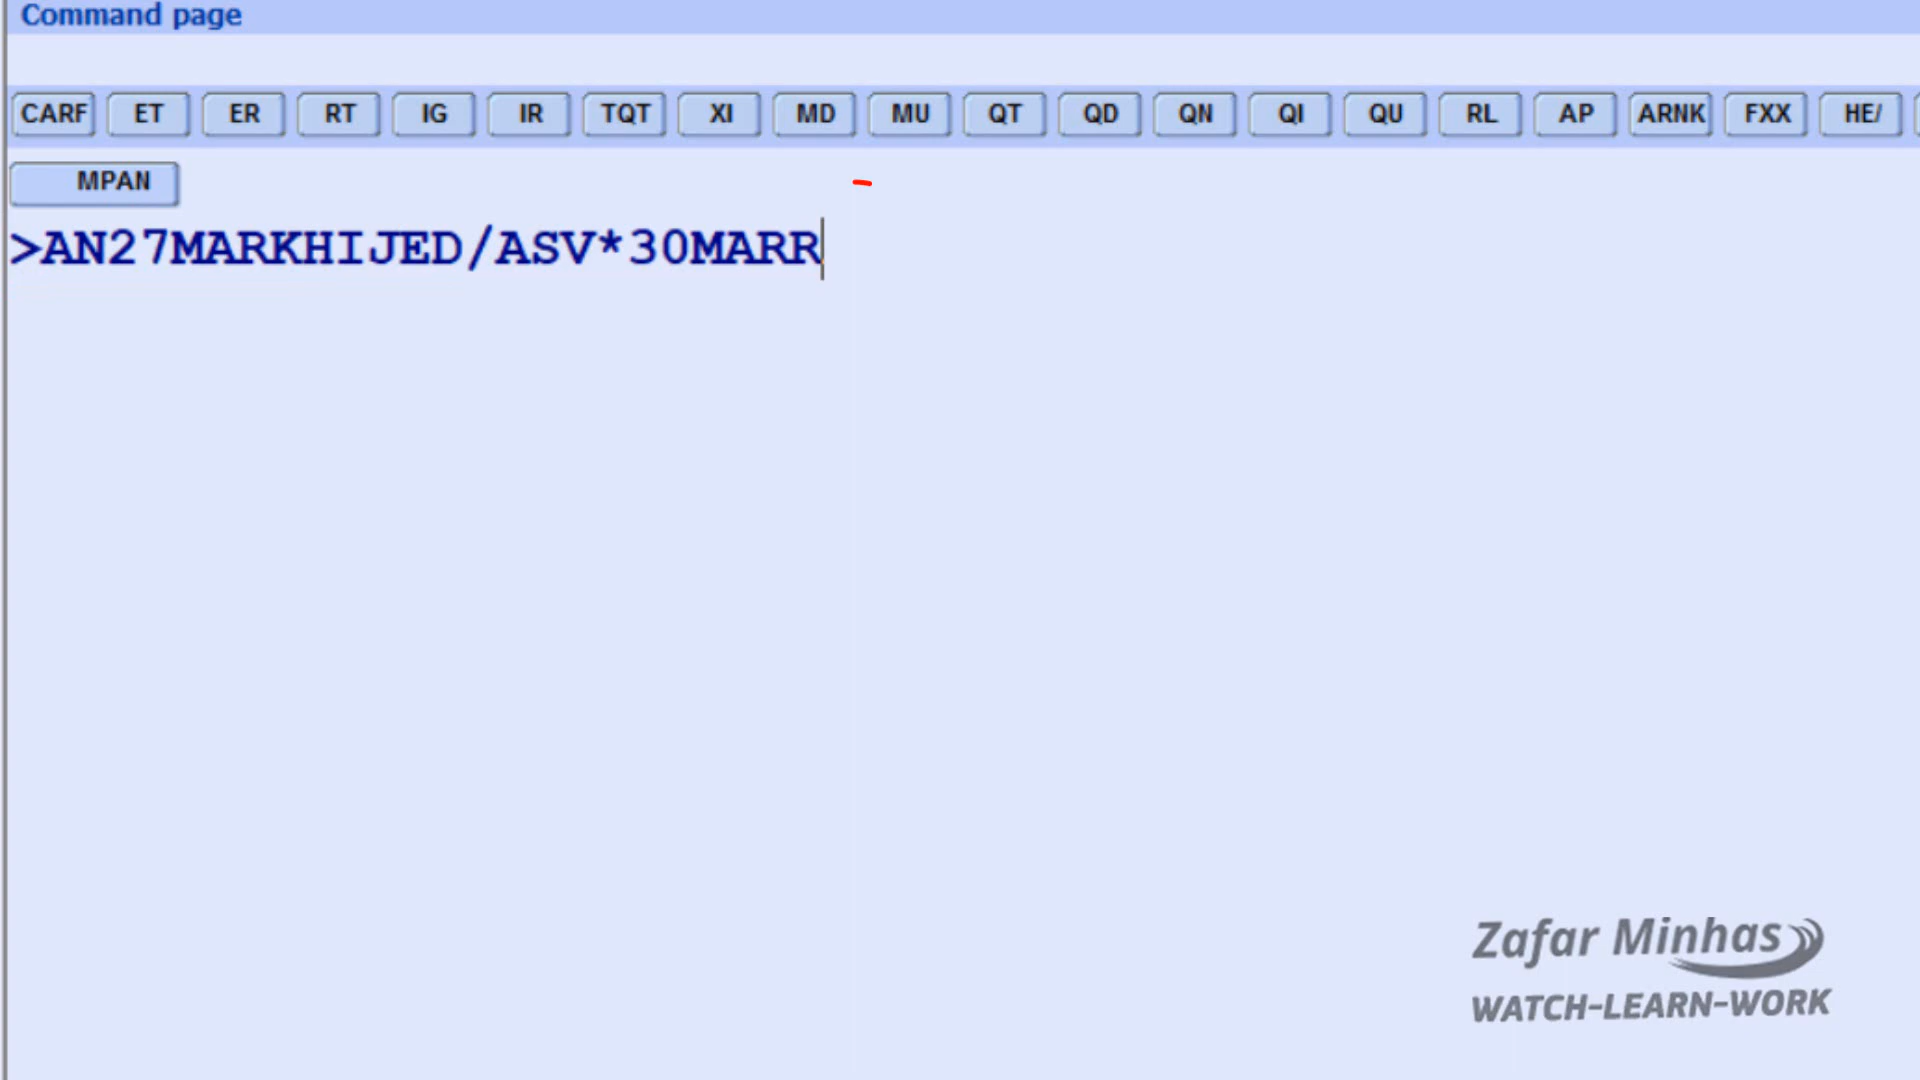 Command page
CARF ET ER RT IG IR TQT XI MD MU QT QD QN QI QU RL AP ARNK FXX HE/
MPAN
>AN27MARKHIJED/ASV*30MARR
Zafar Minhas
WATCH-LEARN-WORK